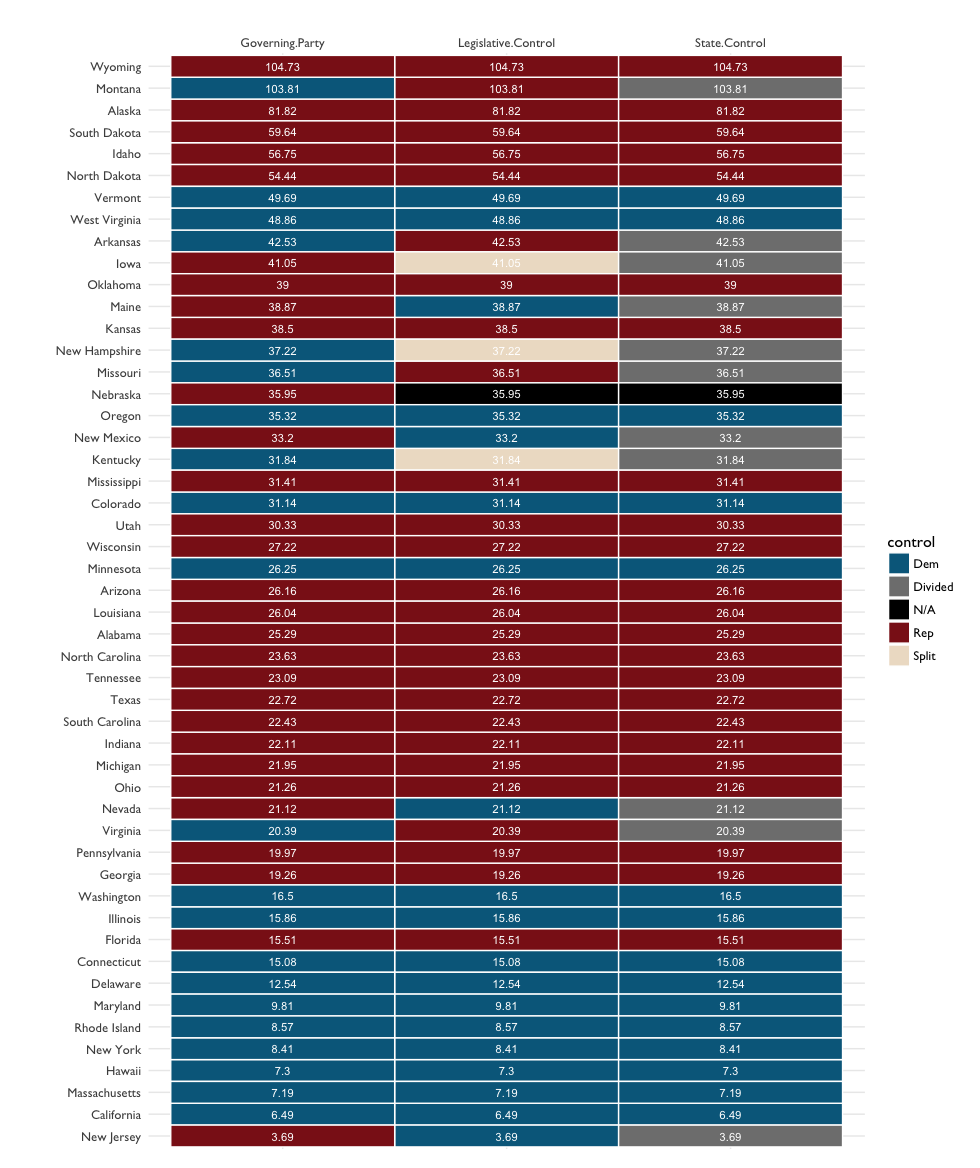 Governing.Party Legislative.Control State.Control
Wyoming 104.73 104.73 104.73
Montana 103.81 103.81 103.81
Alaska 81.82 81.82 81.82
South Dakota 59.64 59.64 59.64
Idaho 56.75 56.75 56.75
North Dakota 54.44 54.44 54.44
Vermont 49.69 49.69 49.69
West Virginia 48.86 48.86 48.86
Arkansas 42.53 42.53 42.53
Iowa 41.05 41.05 41.05
Oklahoma 39 39 39
Maine 38.87 38.87 38.87
Kansas 38.5 38.5 38.5
New Hampshire 37.22 37.22 37.22
Missouri 36.51 36.51 36.51
Nebraska 35.95 35.95 35.95
Oregon 35.32 35.32 35.32
New Mexico 33.2 33.2 33.2
Kentucky 31.84 31.84 31.84
Mississippi 31.41 31.41 31.41
Colorado 31.14 31.14 31.14
Utah 30.33 30.33 30.33
Wisconsin 27.22 27.22 27.22
Minnesota 26.25 26.25 26.25
Arizona 26.16 26.16 26.16
Louisiana 26.04 26.04 26.04
Alabama 25.29 25.29 25.29
North Carolina 23.63 23.63 23.63
Tennessee 23.09 23.09 23.09
Texas 22.72 22.72 22.72
South Carolina 22.43 22.43 22.43
Indiana 22.11 22.11 22.11
Michigan 21.95 21.95 21.95
Ohio 21.26 21.26 21.26
Nevada 21.12 21.12 21.12
Virginia 20.39 20.39 20.39
Pennsylvania 19.97 19.97 19.97
Georgia 19.26 19.26 19.26
Washington 16.5 16.5 16.5
Illinois 15.86 15.86 15.86
Florida 15.51 15.51 15.51
Connecticut 15.08 15.08 15.08
Delaware 12.54 12.54 12.54
Maryland 9.81 9.81 9.81
Rhode Island 8.57 8.57 8.57
New York 8.41 8.41 8.41
Hawaii 7.3 7.3 7.3
Massachusetts 7.19 7.19 7.19
California 6.49 6.49 6.49
New Jersey 3.69 3.69 3.69
control
Dem
Divided
N/A
Rep
Split